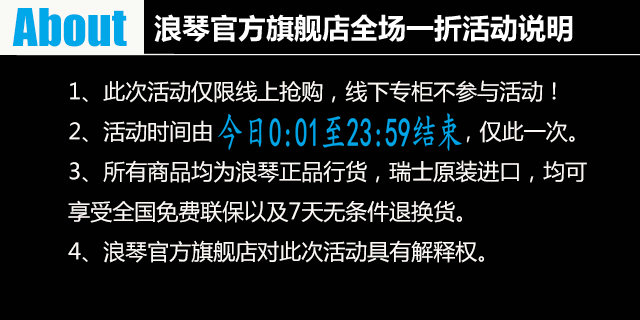 About 浪琴官方旗舰店全场一折活动说明
1、此次活动仅限线上抢购，线下专柜不参与活动！
2、活动时间由 今日0:01至23:59结束，仅此一次。
3、所有商品均为浪琴正品行货，瑞士原装进口，均可
享受全国免费联保以及7天无条件退换货。
4、浪琴官方旗舰店对此次活动具有解释权。